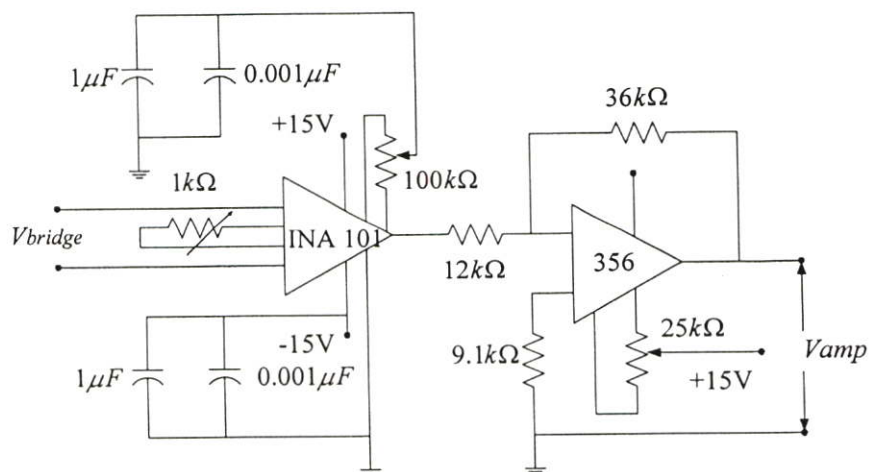 1μF
0.001μF
+15V
36kΩ
1kΩ
100kΩ
Vbridge
INA 101
12kΩ
356
-15V
25kΩ
9.1kΩ
Vamp
1μF
0.001μF
+15V